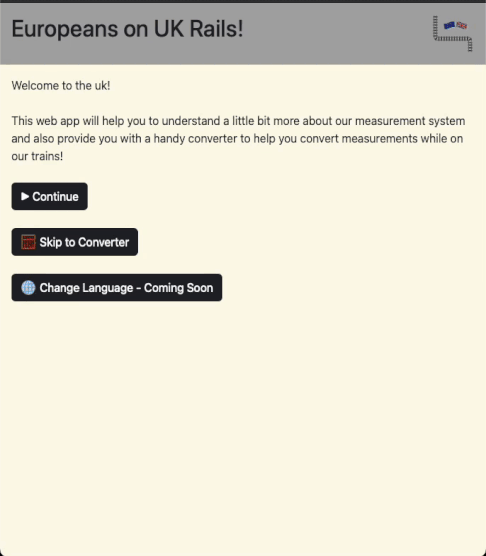 Europeans on UK Rails!
Welcome to the uk!
This web app will help you to understand a little bit more about our measurement system
and also provide you with a handy converter to help you convert measurements while on
our trains!
Continue
Skip to Converter
Change Language - Coming Soon